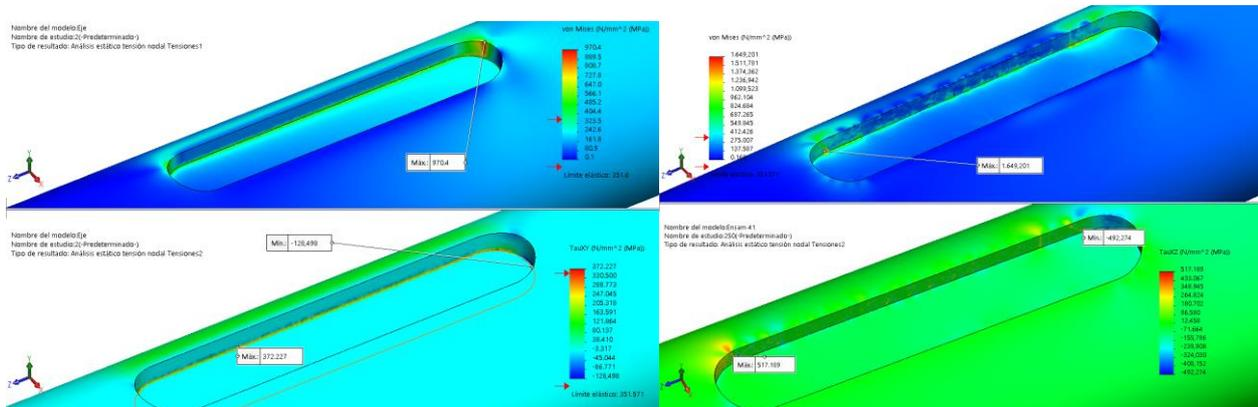 Nombre del modelo:Eje
Nombre de estudio:2(-Predeterminado-)
Tipo de resultado: Análisis estático tensión nodal Tensiones1
von Mises (N/mm^2 (MPa))
970.4
889.5
808.7
727.8
647.0
566.1
485.2
404.4
323.5
242.6
161.8
80.9
0.1
Límite elástico: 351.6
Máx.: 970.4
Y
Z
X
von Mises (N/mm^2 (MPa))
1.649,201
1.511,781
1.374,362
1.236,942
1.099,523
962,104
824,684
687,265
549,845
412,426
275,007
137,587
Máx.: 1.649,201
Y
Z
X
Nombre del modelo:Eje
Nombre de estudio:2(-Predeterminado-)
Tipo de resultado: Análisis estático tensión nodal Tensiones2
Mín.: -128,498
TauXY (N/mm^2 (MPa))
372.227
330,500
288,773
247,045
205,318
163,591
121,864
80,137
38,410
-3,317
-45,044
-86,771
-128,498
Límite elástico: 351.571
Máx.: 372.227
Y
Z
X
Nombre del modelo:Ensam-41
Nombre de estudio:250(-Predeterminado-)
Tipo de resultado: Análisis estático tensión nodal Tensiones2
Mín.: -492,274
TauXZ (N/mm^2 (MPa))
517.189
433,067
348,945
264,824
180,702
96,580
12,458
-71,664
-155,786
-239,908
-324,030
-408,152
-492,274
Máx.: 517.189
Y
Z
X